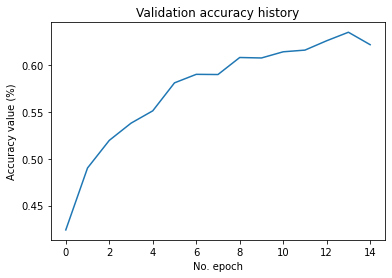 Validation accuracy history
Accuracy value (%)
0.60
0.55
0.50
0.45
0 2 4 6 8 10 12 14
No. epoch